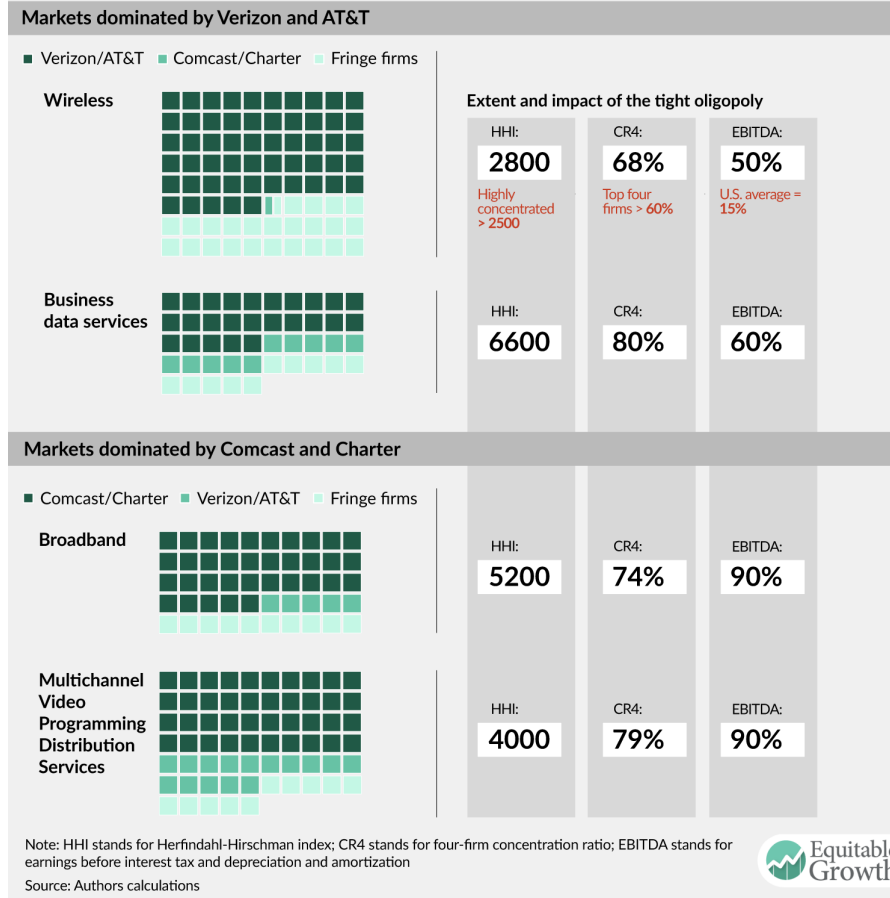 Markets dominated by Verizon and AT&T
Verizon/AT&T Comcast/Charter Fringe firms
Wireless
Extent and impact of the tight oligopoly
HHI: CR4: EBITDA:
2800 68% 50%
Highly concentrated > 2500
Top four firms > 60%
U.S. average = 15%
Business
data services
HHI: CR4: EBITDA:
6600 80% 60%
Markets dominated by Comcast and Charter
Comcast/Charter Verizon/AT&T Fringe firms
Broadband
HHI: CR4: EBITDA:
5200 74% 90%
Multichannel
Video
Programming
Distribution
Services
HHI: CR4: EBITDA:
4000 79% 90%
Note: HHI stands for Herfindahl-Hirschman index; CR4 stands for four-firm concentration ratio; EBITDA stands for
earnings before interest tax and depreciation and amortization
Source: Authors calculations
Equitable
Growth